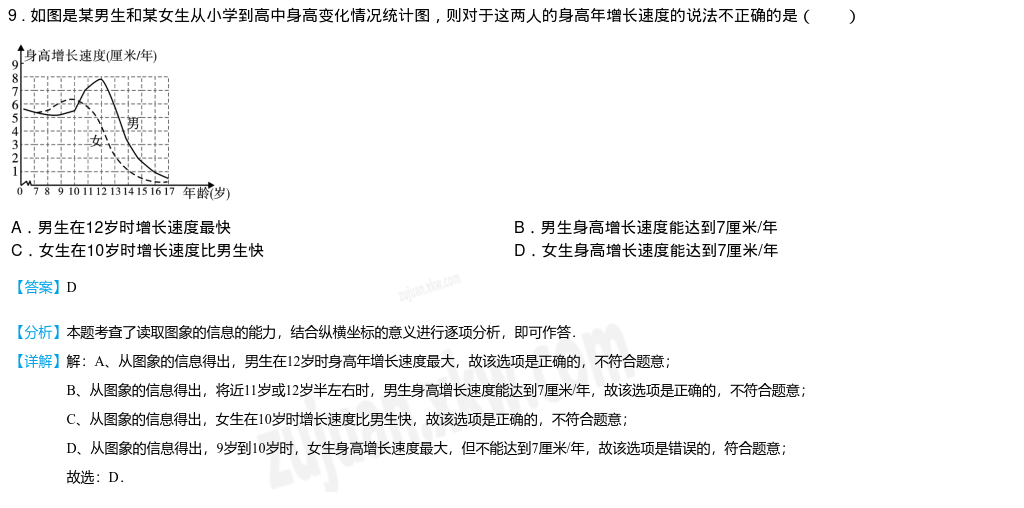 9．如图是某男生和某女生从小学到高中身高变化情况统计图，则对于这两人的身高年增长速度的说法不正确的是（　　）
身高增长速度(厘米/年)
9
8
7
6
5
4
3
2
1
男
女
0 7 8 9 10 11 12 13 14 15 16 17 年龄(岁)
A．男生在12岁时增长速度最快 B．男生身高增长速度能达到7厘米/年
C．女生在10岁时增长速度比男生快 D．女生身高增长速度能达到7厘米/年
【答案】D
【分析】本题考查了读取图象的信息的能力，结合纵横坐标的意义进行逐项分析，即可作答．
【详解】解：A、从图象的信息得出，男生在12岁时身高年增长速度最大，故该选项是正确的，不符合题意；
B、从图象的信息得出，将近11岁或12岁半左右时，男生身高增长速度能达到7厘米/年，故该选项是正确的，不符合题意；
C、从图象的信息得出，女生在10岁时增长速度比男生快，故该选项是正确的，不符合题意；
D、从图象的信息得出，9岁到10岁时，女生身高增长速度最大，但不能达到7厘米/年，故该选项是错误的，符合题意；
故选：D．
zujuan.xkw.com
zujuan.xkw.com